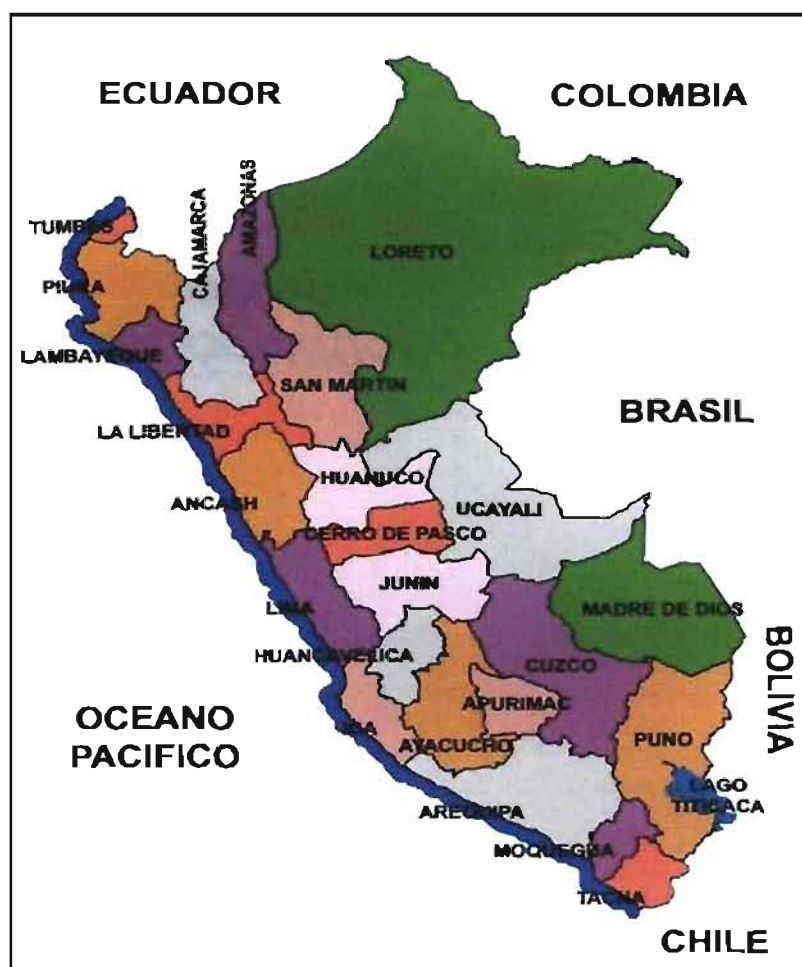 ECUADOR
COLOMBIA
CAJAMARCA
AMAZONAS
TUMBES
LORETO
PIURA
LAMBAYEQUE
SAN MARTIN
BRASIL
LA LIBERTAD
HUANUCO
ANCASH
UCAYALI
CERRO DE PASCO
JUNIN
LIMA
MADRE DE DIOS
HUANCAVELICA
CUZCO
BOLIVIA
OCEANO
PACIFICO
ICA
APURIMAC
AYACUCHO
PUNO
LAGO
TITICACA
AREQUIPA
MOQUEGUA
TACNA
CHILE